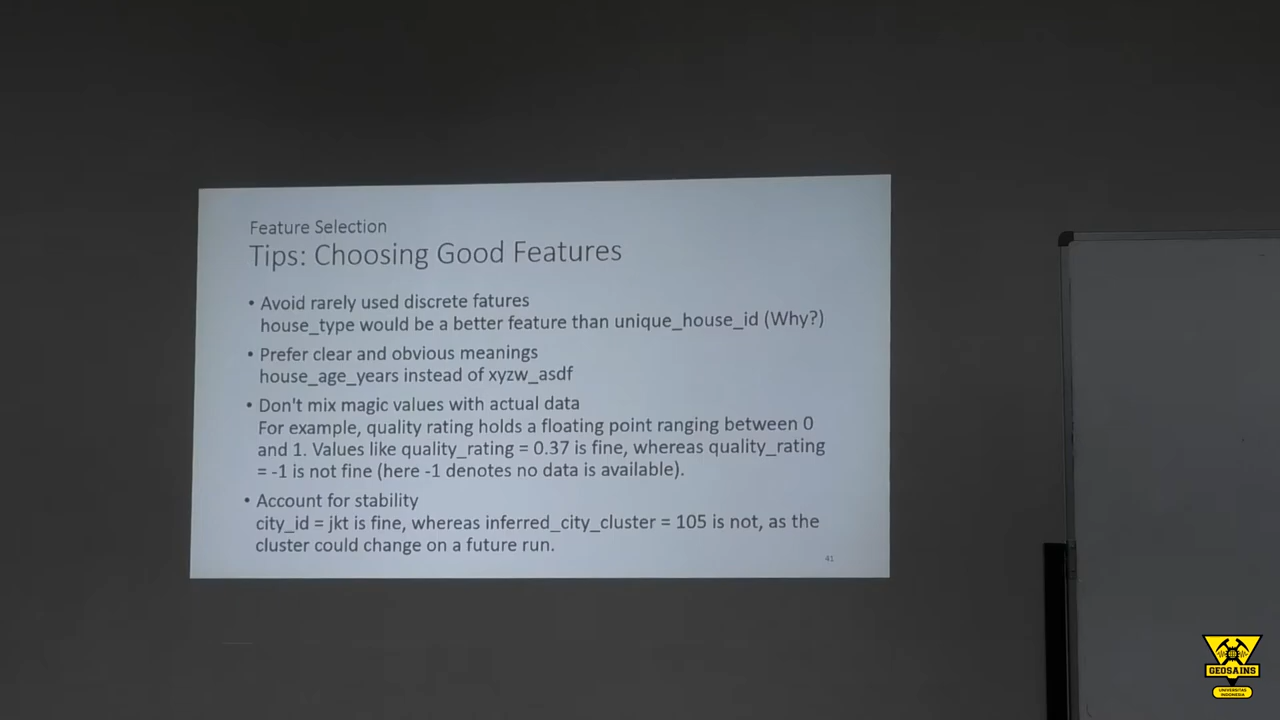 Feature Selection
Tips: Choosing Good Features
• Avoid rarely used discrete fatures
house_type would be a better feature than unique_house_id (Why?)
• Prefer clear and obvious meanings
house_age_years instead of xyzw_asdf
• Don't mix magic values with actual data
For example, quality rating holds a floating point ranging between 0
and 1. Values like quality_rating = 0.37 is fine, whereas quality_rating
= -1 is not fine (here -1 denotes no data is available).
• Account for stability
city_id = jkt is fine, whereas inferred_city_cluster = 105 is not, as the
cluster could change on a future run.
41
GEOSAINS
UNIVERSITAS
INDONESIA